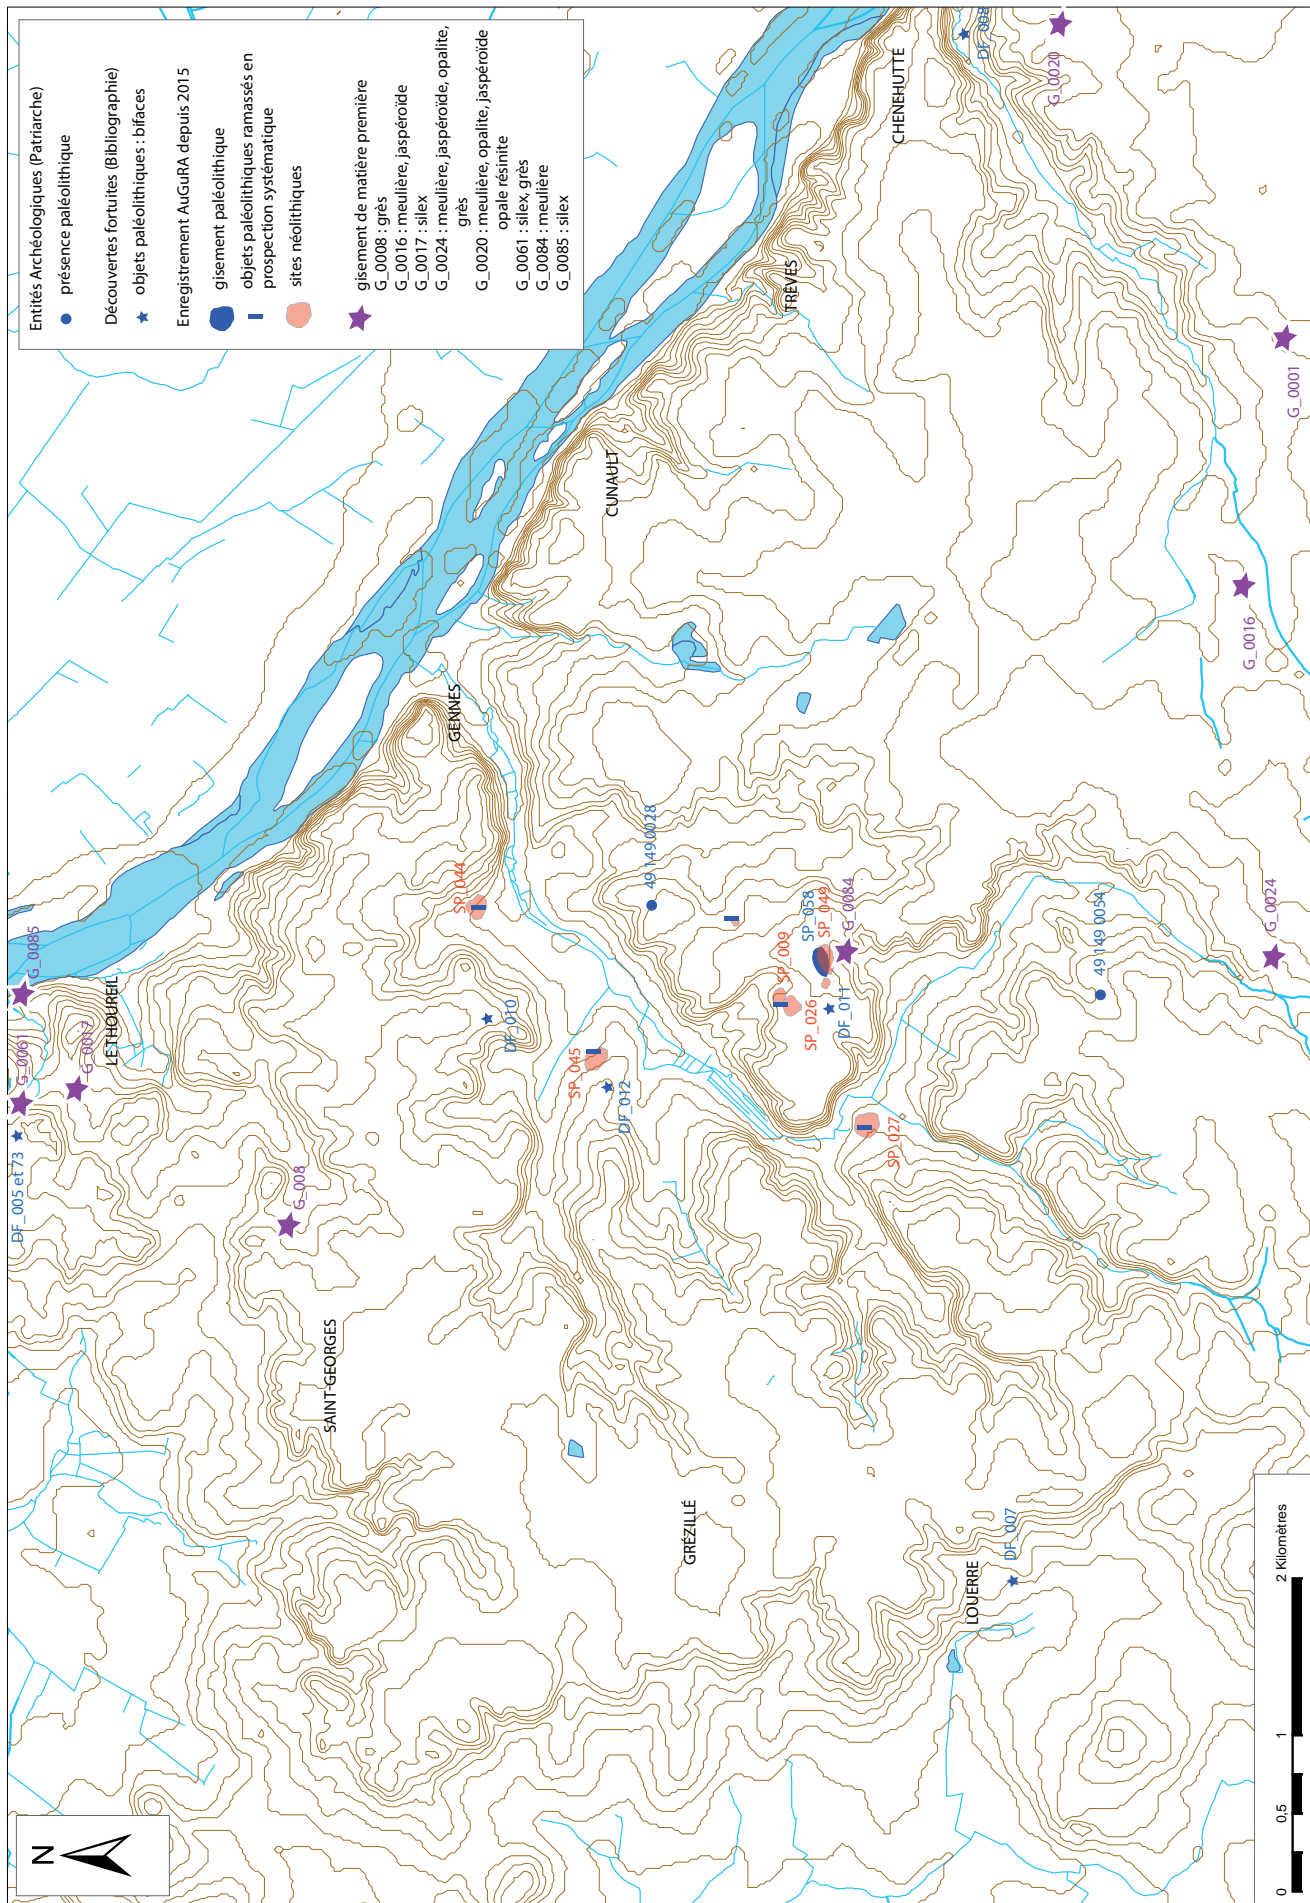 N
Entités Archéologiques (Patriarche)
présence paléolithique
Découvertes fortuites (Bibliographie)
objets paléolithiques : bifaces
Enregistrement AuGuRA depuis 2015
gisement paléolithique
objets paléolithiques ramassés en
prospection systématique
sites néolithiques
gisement de matière première
G_0008 : grès
G_0016 : meulière, jaspéroïde
G_0017 : silex
G_0024 : meulière, jaspéroïde, opalite,
grès
G_0020 : meulière, opalite, jaspéroïde
opale résinite
G_0061 : silex, grès
G_0084 : meulière
G_0085 : silex
DF_005 et 73
G_0061
G_0085
G_0017
LE THOUREIL
G_008
SAINT-GEORGES
SP_044
GENNES
DF_010
SP_045
DF_012
CUNAULT
49 149 0028
GRÉZILLÉ
SP_009
SP_026
SP_058
SP_049
G_0084
DF_011
TRÈVES
SP_027
CHENEHUTTE
DF_008
G_0020
LOUERRE
DF_007
49 149 0054
G_0016
G_0024
G_0001
0
0,5
1
2 Kilomètres